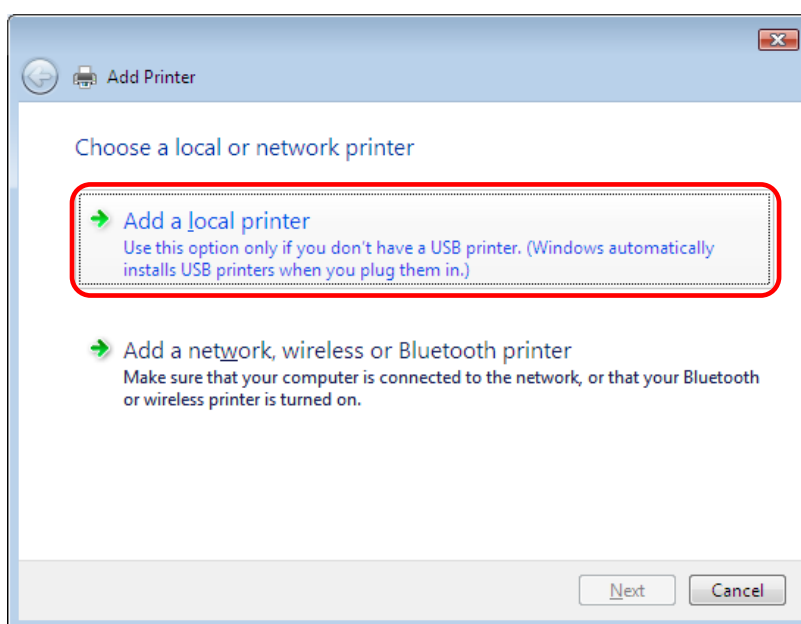 Add Printer
Choose a local or network printer
Add a local printer
Use this option only if you don't have a USB printer. (Windows automatically
installs USB printers when you plug them in.)
Add a network, wireless or Bluetooth printer
Make sure that your computer is connected to the network, or that your Bluetooth
or wireless printer is turned on.
Next Cancel